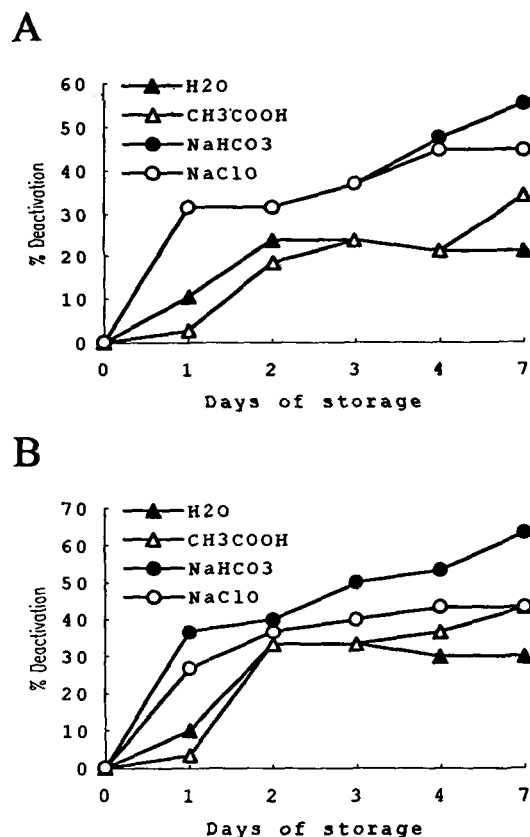 A
60
50
40
30
20
10
0
% Deactivation
H2O
CH3COOH
NaHCO3
NaClO
0 1 2 3 4 7
Days of storage
B
70
60
50
40
30
20
10
0
% Deactivation
H2O
CH3COOH
NaHCO3
NaClO
0 1 2 3 4 7
Days of storage